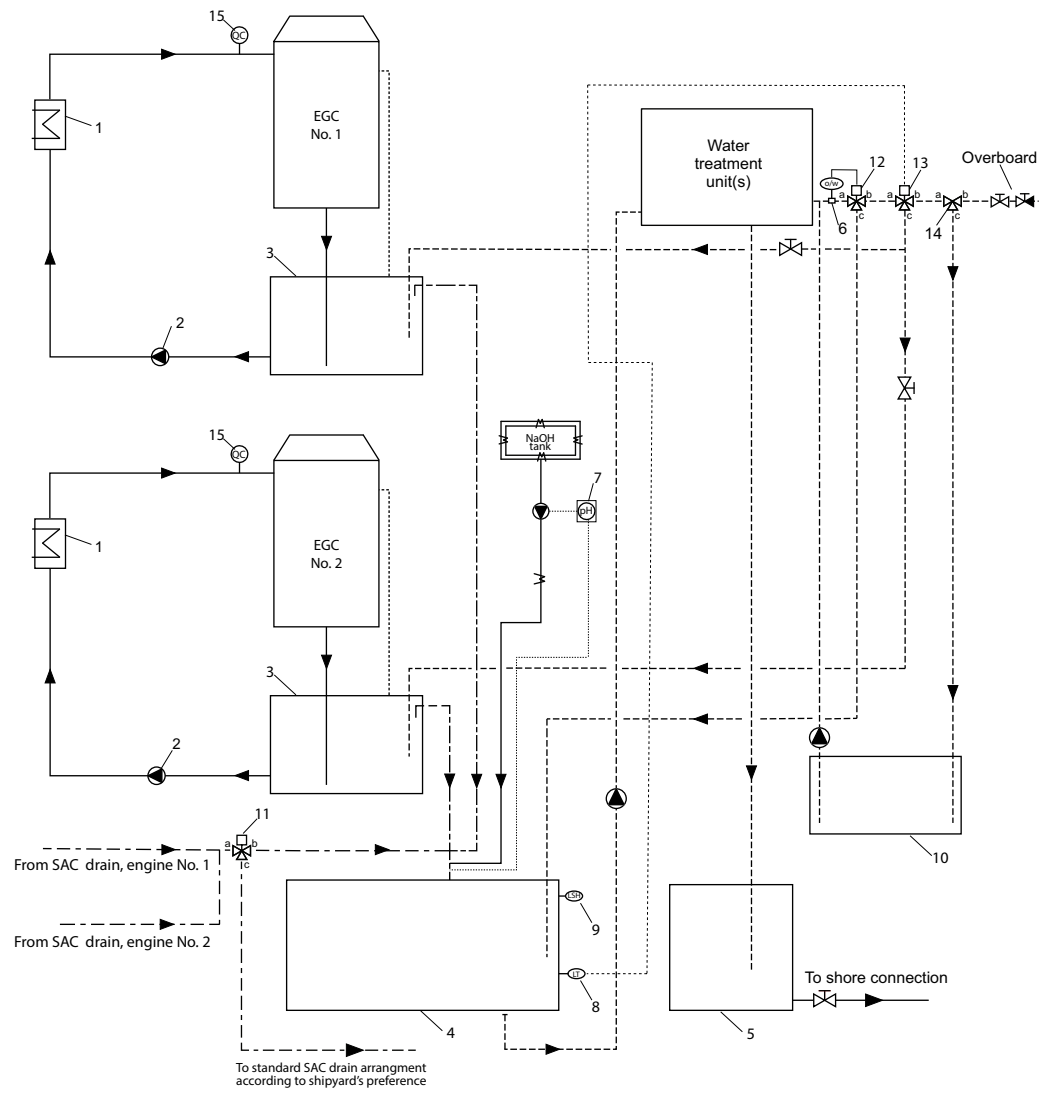 15
QC
EGC
No. 1
1
3
2
Water
treatment
unit(s)
12
13
Overboard
o/w
a
b
c
a
b
c
a
b
c
6
14
15
QC
EGC
No. 2
1
3
2
NaOH
tank
7
pH
11
a
b
c
From SAC drain, engine No. 1
From SAC drain, engine No. 2
LSH
9
LT
8
4
10
To shore connection
5
To standard SAC drain arrangment
according to shipyard's preference